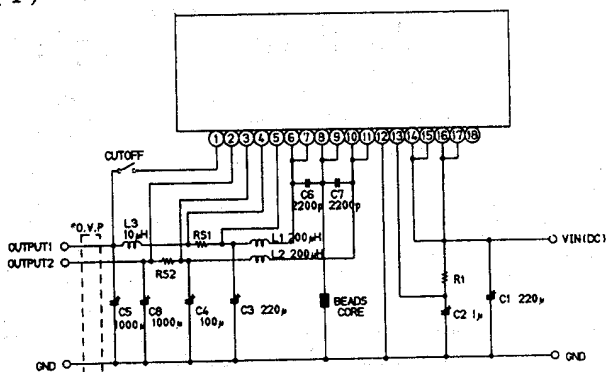 ① ② ③ ④ ⑤ ⑥ ⑦ ⑧ ⑨ ⑩ ⑪ ⑫ ⑬ ⑭ ⑮ ⑯ ⑰ ⑱
CUTOFF
C6
2200p
C7
2200p
*O.V.P
L3
10μH
RS1
L1 200μH
OUTPUT1
VIN(DC)
OUTPUT2
RS2
L2 200μH
R1
C5
1000μ
C8
1000μ
C4
100μ
C3 220μ
BEADS
CORE
C2 1μ
C1 220μ
GND
GND